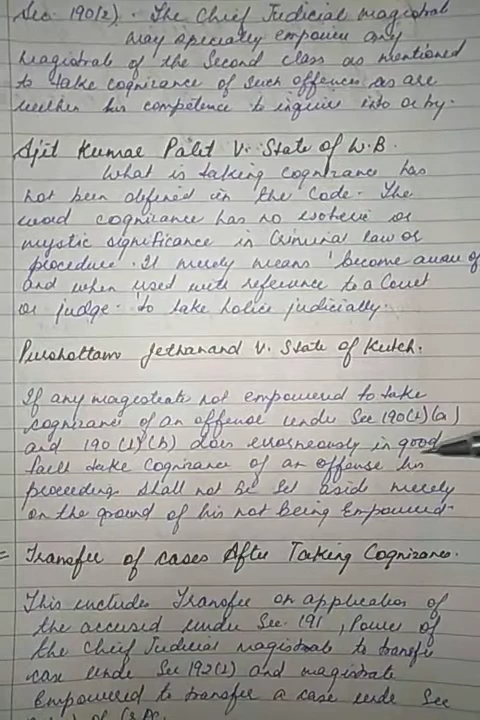 Sec. 190(2). The Chief Judicial magistrate
may specially empower any
Magistrate of the Second class as mentioned
to take cognizance of such offences as are
within his competence to inquire into or try.
Ajit Kumar Palit V. State of W.B.
What is taking cognizance has
not been defined in the Code. The
word cognizance has no esoteric or
mystic significance in Criminal law or
procedure. It merely means 'become aware of
and when used with reference to a Court
or judge. to take notice judicially.
Purshottam Jethanand V. State of Kutch.
If any magistrate not empowered to take
cognizance of an offense under Sec 190(1)(a)
and 190(1)(b) does erroneously in good
faith take cognizance of an offense his
proceeding shall not be set aside merely
on the ground of his not being Empowered.
= Transfer of cases After Taking Cognizance.
This includes Transfer on application of
the accused under Sec. 191, Power of
the Chief Judicial magistrate to transfer
case under Sec 192(1) and magistrate
empowered to transfer a case under Sec
of CrPC